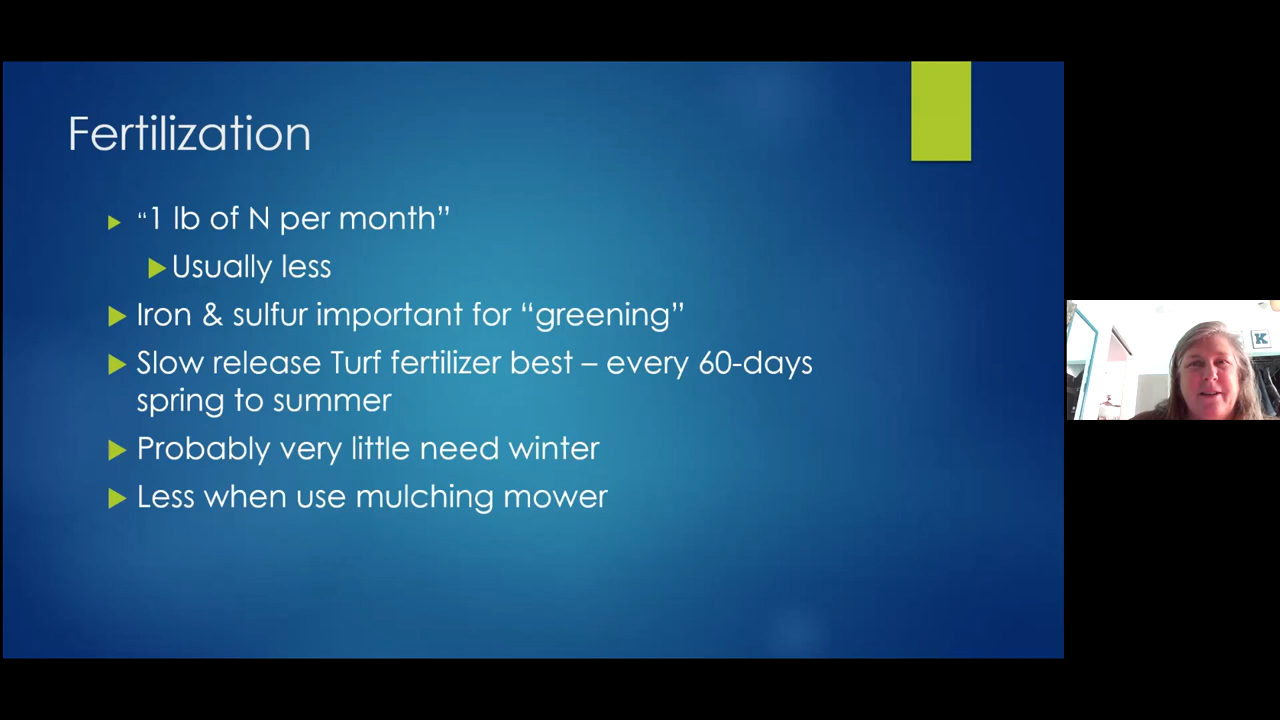 Fertilization
“1 lb of N per month”
Usually less
Iron & sulfur important for “greening”
Slow release Turf fertilizer best – every 60-days
spring to summer
Probably very little need winter
Less when use mulching mower
K